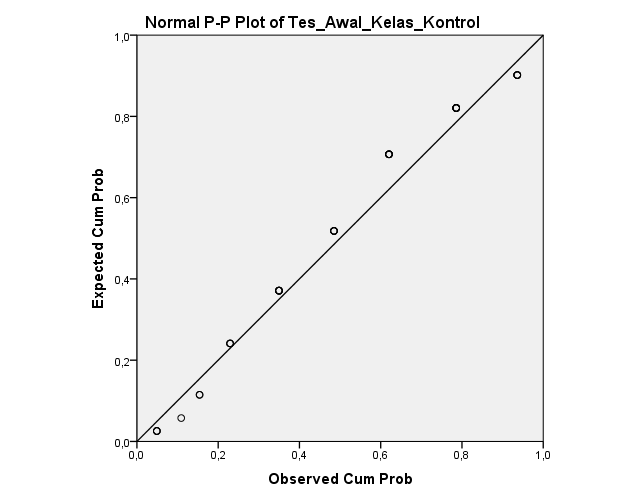 Normal P-P Plot of Tes_Awal_Kelas_Kontrol
1,0
0,8
0,6
0,4
0,2
0,0
Expected Cum Prob
0,0 0,2 0,4 0,6 0,8 1,0
Observed Cum Prob